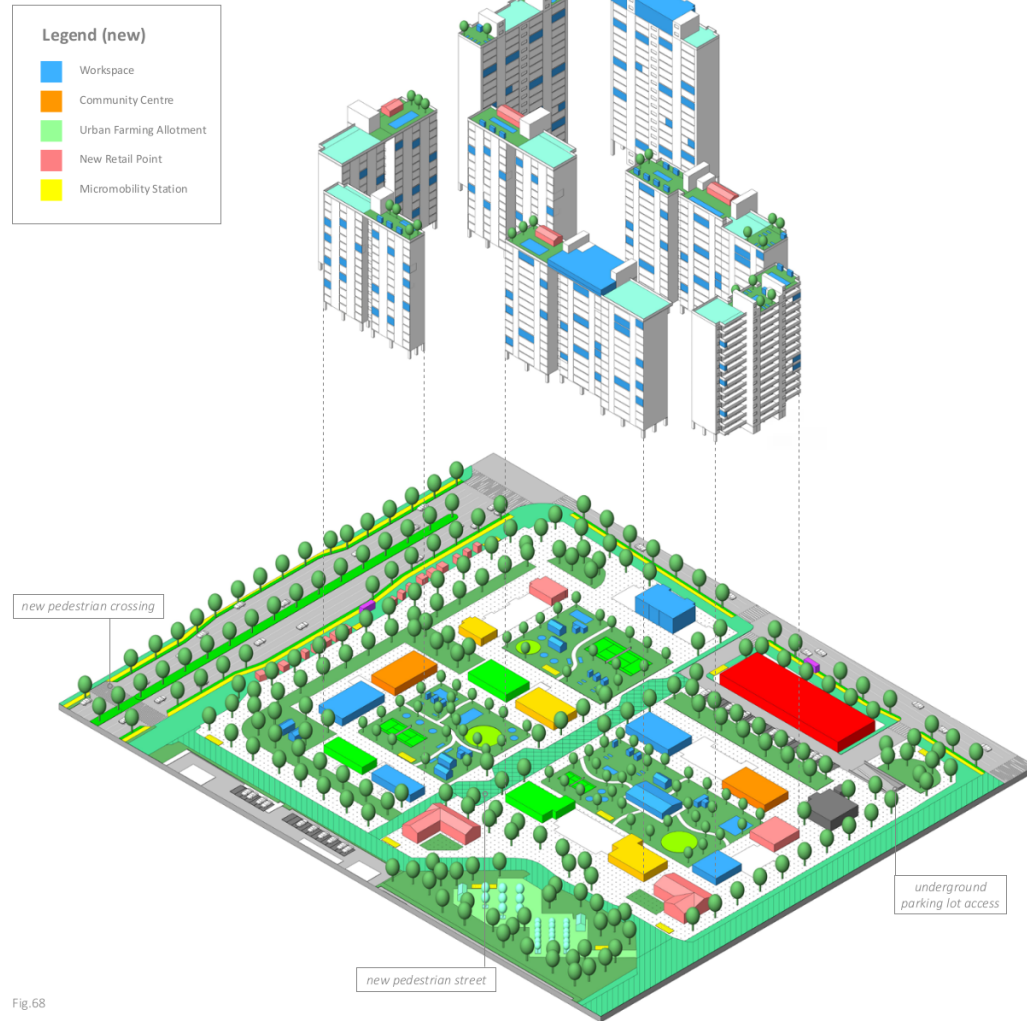 Legend (new)
Workspace
Community Centre
Urban Farming Allotment
New Retail Point
Micromobility Station
new pedestrian crossing
underground
parking lot access
new pedestrian street
Fig.68